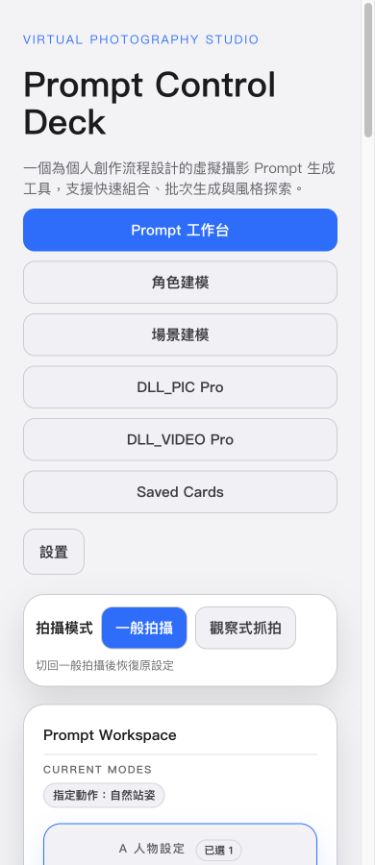 VIRTUAL PHOTOGRAPHY STUDIO
Prompt Control
Deck
一個為個人創作流程設計的虛擬攝影 Prompt 生成
工具，支援快速組合、批次生成與風格探索。
Prompt 工作台
角色建模
場景建模
DLL_PIC Pro
DLL_VIDEO Pro
Saved Cards
設置
拍攝模式 一般拍攝 觀察式抓拍
切回一般拍攝後恢復原設定
Prompt Workspace
CURRENT MODES
指定動作：自然站姿
A 人物設定 已選 1